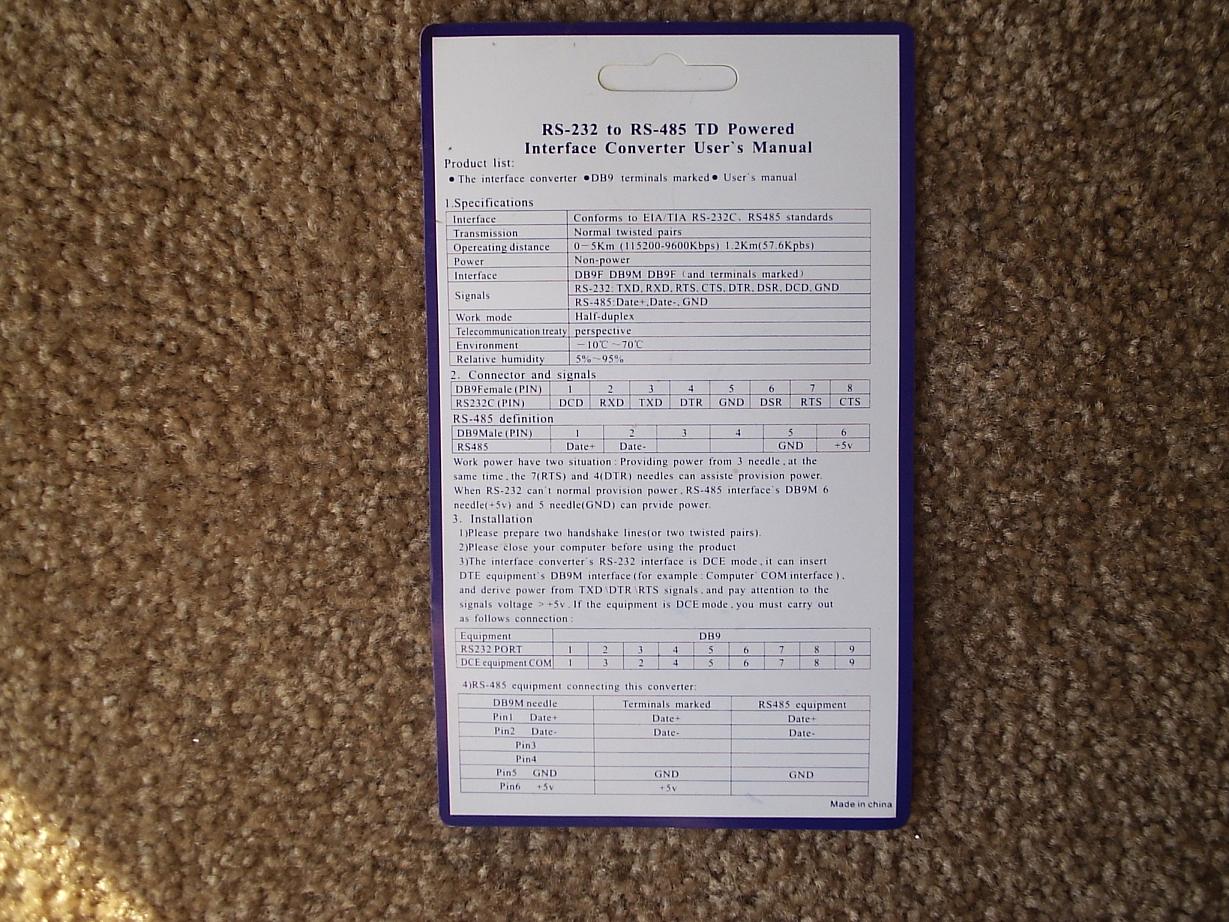 RS-232 to RS-485 TD Powered
Interface Converter User`s Manual
Product list:
● The interface converter ●DB9 terminals marked● User`s manual
1.Specifications
Interface Conforms to EIA/TIA RS-232C、RS485 standards
Transmission Normal twisted pairs
Opereating distance 0—5Km (115200-9600Kbps) 1.2Km(57.6Kpbs)
Power Non-power
Interface DB9F DB9M DB9F (and terminals marked)
Signals RS-232: TXD, RXD, RTS, CTS, DTR, DSR, DCD, GND
RS-485:Date+,Date-, GND
Work mode Half-duplex
Telecommunication treaty perspective
Environment －10℃ ~70℃
Relative humidity 5%~95%
2. Connector and signals
DB9Female(PIN) 1 2 3 4 5 6 7 8
RS232C(PIN) DCD RXD TXD DTR GND DSR RTS CTS
RS-485 definition
DB9Male(PIN) 1 2 3 4 5 6
RS485 Date+ Date- GND +5v
Work power have two situation: Providing power from 3 needle, at the
same time, the 7(RTS) and 4(DTR) needles can assiste provision power.
When RS-232 can`t normal provision power, RS-485 interface`s DB9M 6
needle(+5v) and 5 needle(GND) can prvide power.
3. Installation
1)Please prepare two handshake lines(or two twisted pairs).
2)Please close your computer before using the product
3)The interface converter`s RS-232 interface is DCE mode, it can insert
DTE equipment`s DB9M interface(for example: Computer` COM interface),
and derive power from TXD\DTR\RTS signals, and pay attention to the
signals voltage > +5v. If the equipment is DCE mode, you must carry out
as follows connection:
Equipment DB9
RS232 PORT 1 2 3 4 5 6 7 8 9
DCE equipment COM 1 3 2 4 5 6 7 8 9
4)RS-485 equipment connecting this converter:
DB9M needle Terminals marked RS485 equipment
Pin1 Date+ Date+ Date+
Pin2 Date- Date- Date-
Pin3
Pin4
Pin5 GND GND GND
Pin6 +5v +5v
Made in china